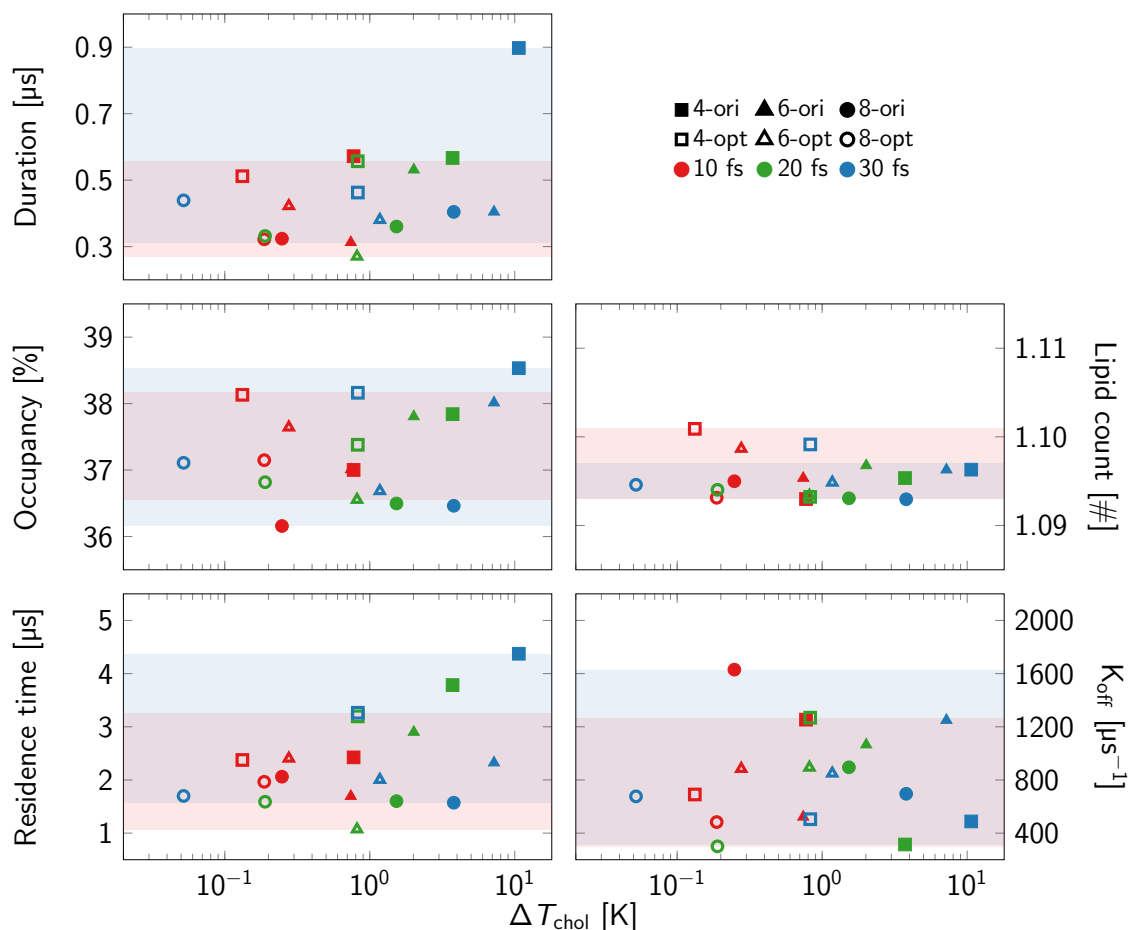 Duration [µs]
0.9
0.7
0.5
0.3
4-ori 6-ori 8-ori
4-opt 6-opt 8-opt
10 fs 20 fs 30 fs
Occupancy [%]
39
38
37
36
1.11
1.10
1.09
Lipid count [#]
Residence time [µs]
5
4
3
2
1
2000
1600
1200
800
400
K_off [µs⁻¹]
10⁻¹ 10⁰ 10¹ 10⁻¹ 10⁰ 10¹
ΔT_chol [K]